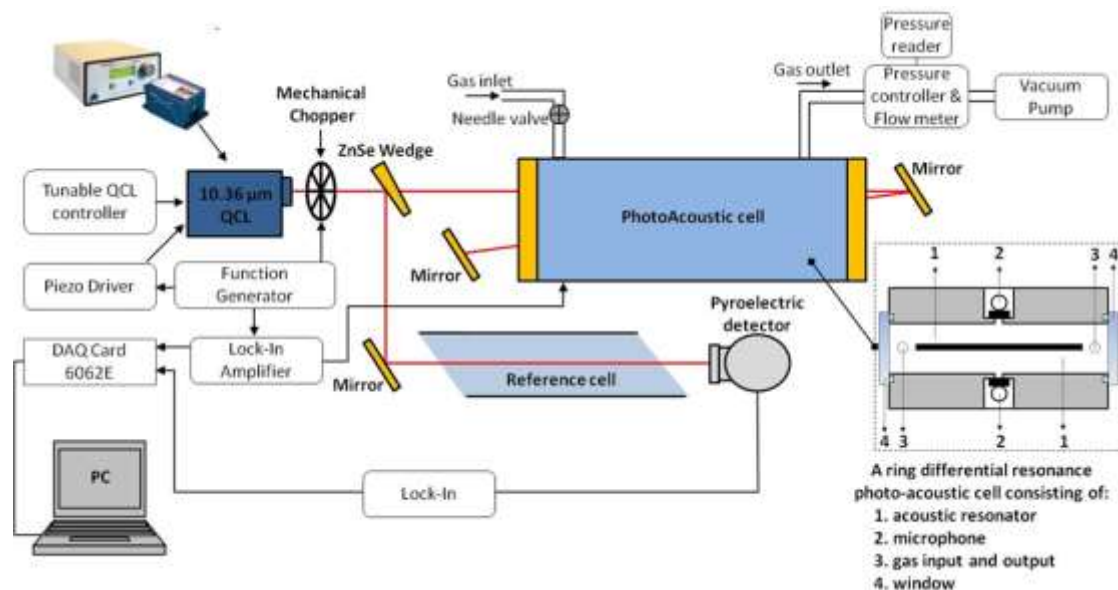 Pressure
reader
Gas inlet
Gas outlet
Pressure
controller &
Flow meter
Vacuum
Pump
Needle valve
Mechanical
Chopper
ZnSe Wedge
Mirror
Tunable QCL
controller
10.36 µm
QCL
PhotoAcoustic cell
Mirror
Piezo Driver
Function
Generator
1 2 3 4
Pyroelectric
detector
DAQ Card
6062E
Lock-In
Amplifier
Mirror
Reference cell
4 3 2 1
PC
Lock-In
A ring differential resonance
photo-acoustic cell consisting of:
1. acoustic resonator
2. microphone
3. gas input and output
4. window